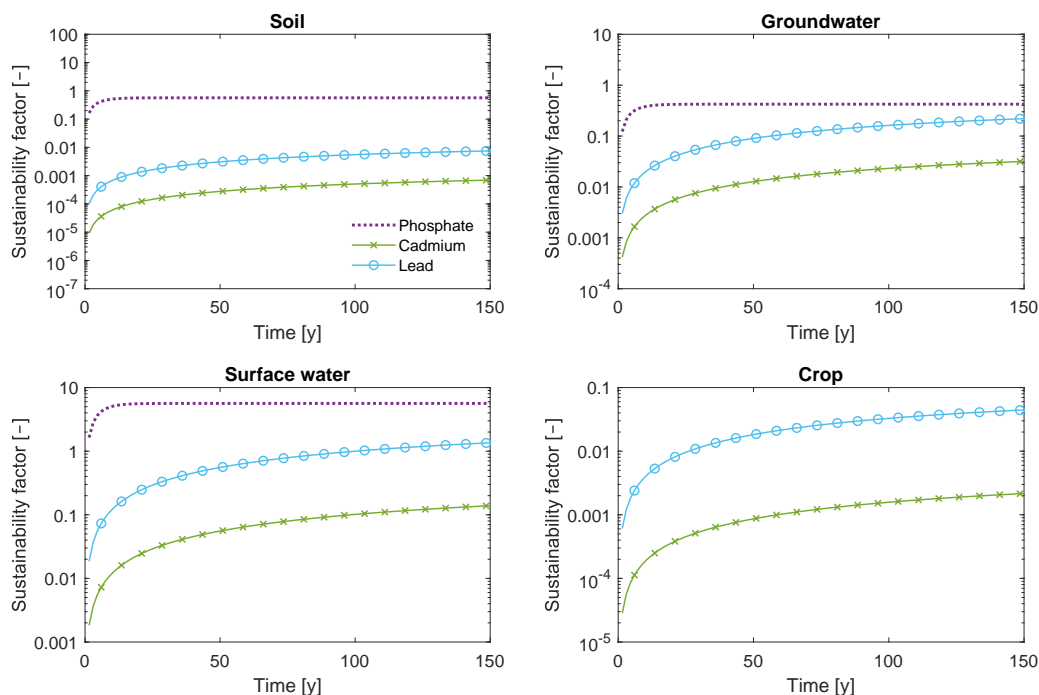 Soil
Sustainability factor [−]
100
10
1
0.1
0.01
0.001
10-4
10-5
10-6
10-7
Phosphate
Cadmium
Lead
0 50 100 150
Time [y]
Groundwater
Sustainability factor [−]
10
1
0.1
0.01
0.001
10-4
0 50 100 150
Time [y]
Surface water
Sustainability factor [−]
10
1
0.1
0.01
0.001
0 50 100 150
Time [y]
Crop
Sustainability factor [−]
0.1
0.01
0.001
10-4
10-5
0 50 100 150
Time [y]